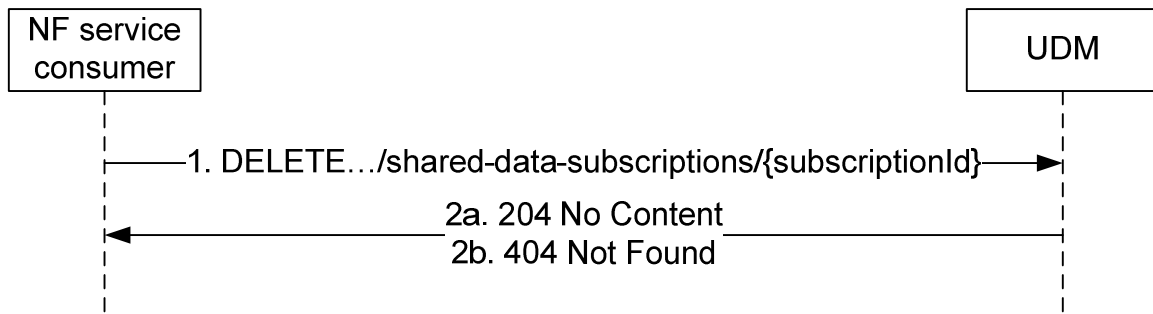 NF service
consumer
UDM
1. DELETE…/shared-data-subscriptions/{subscriptionId}
2a. 204 No Content
2b. 404 Not Found